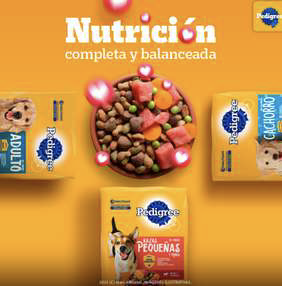 Nutrición
completa y balanceada
Pedigree
Pedigree
ADULTO
Pedigree
CACHORRO
Pedigree
RAZAS
PEQUEÑAS